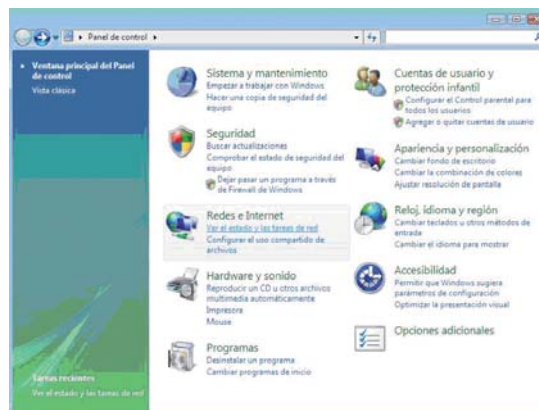 Panel de control
Ventana principal del Panel
de control
Vista clásica
Sistema y mantenimiento
Empezar a trabajar con Windows
Hacer una copia de seguridad del
equipo
Seguridad
Buscar actualizaciones
Comprobar el estado de seguridad del
equipo
Dejar pasar un programa a través
de Firewall de Windows
Redes e Internet
Ver el estado y las tareas de red
Configurar el uso compartido de
archivos
Hardware y sonido
Reproducir un CD u otros archivos
multimedia automáticamente
Impresora
Mouse
Programas
Desinstalar un programa
Cambiar programas de inicio
Cuentas de usuario y
protección infantil
Configurar el Control parental para
todos los usuarios
Agregar o quitar cuentas de usuario
Apariencia y personalización
Cambiar fondo de escritorio
Cambiar la combinación de colores
Ajustar resolución de pantalla
Reloj, idioma y región
Cambiar teclados u otros métodos de
entrada
Cambiar el idioma para mostrar
Accesibilidad
Permitir que Windows sugiera
parámetros de configuración
Optimizar la presentación visual
Opciones adicionales
Tareas recientes
Ver el estado y las tareas de red